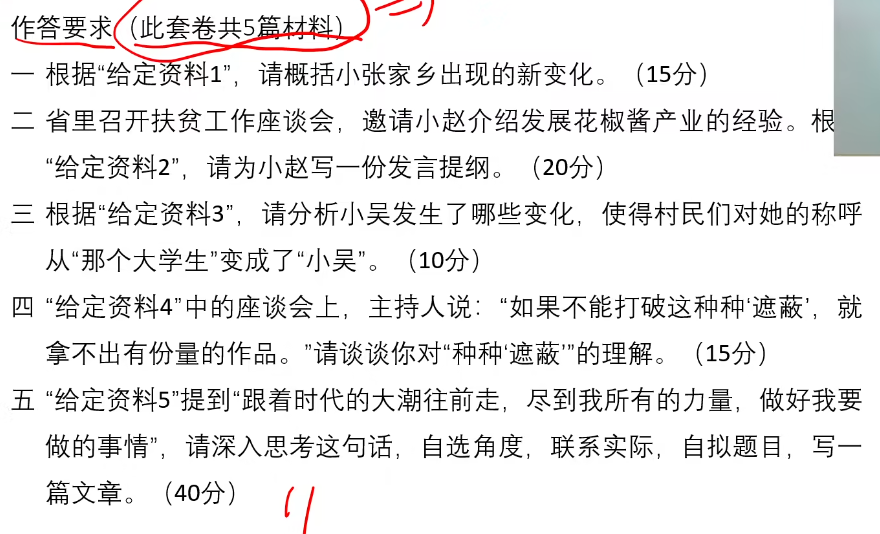 作答要求（此套卷共5篇材料）
一 根据“给定资料1”，请概括小张家乡出现的新变化。（15分）
二 省里召开扶贫工作座谈会，邀请小赵介绍发展花椒酱产业的经验。根
“给定资料2”，请为小赵写一份发言提纲。（20分）
三 根据“给定资料3”，请分析小吴发生了哪些变化，使得村民们对她的称呼
从“那个大学生”变成了“小吴”。（10分）
四 “给定资料4”中的座谈会上，主持人说：“如果不能打破这种种‘遮蔽’，就
拿不出有份量的作品。”请谈谈你对“种种‘遮蔽’”的理解。（15分）
五 “给定资料5”提到“跟着时代的大潮往前走，尽到我所有的力量，做好我要
做的事情”，请深入思考这句话，自选角度，联系实际，自拟题目，写一
篇文章。（40分）